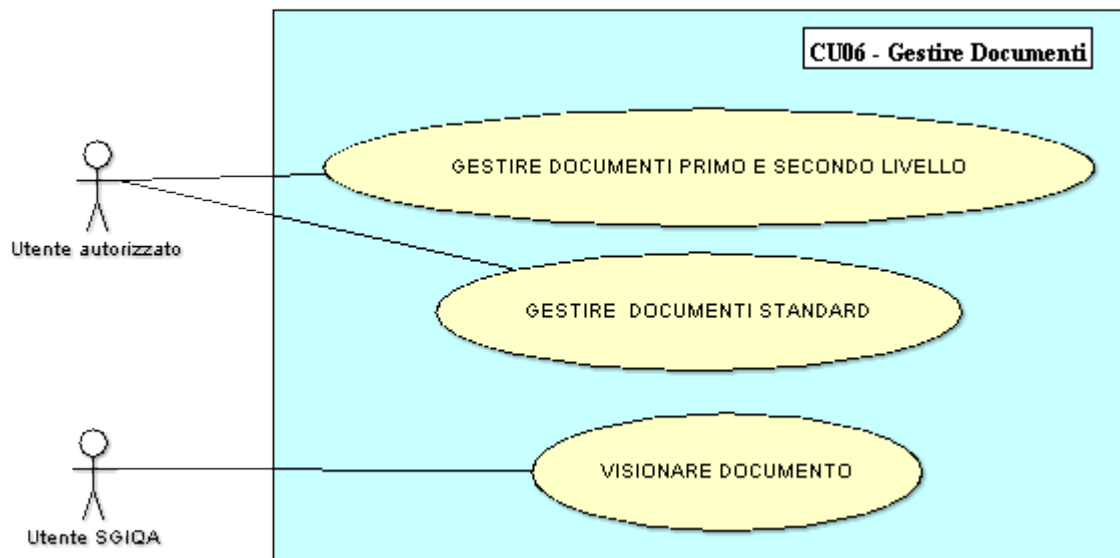 CU06 - Gestire Documenti
GESTIRE DOCUMENTI PRIMO E SECONDO LIVELLO
Utente autorizzato
GESTIRE DOCUMENTI STANDARD
VISIONARE DOCUMENTO
Utente SGIQA